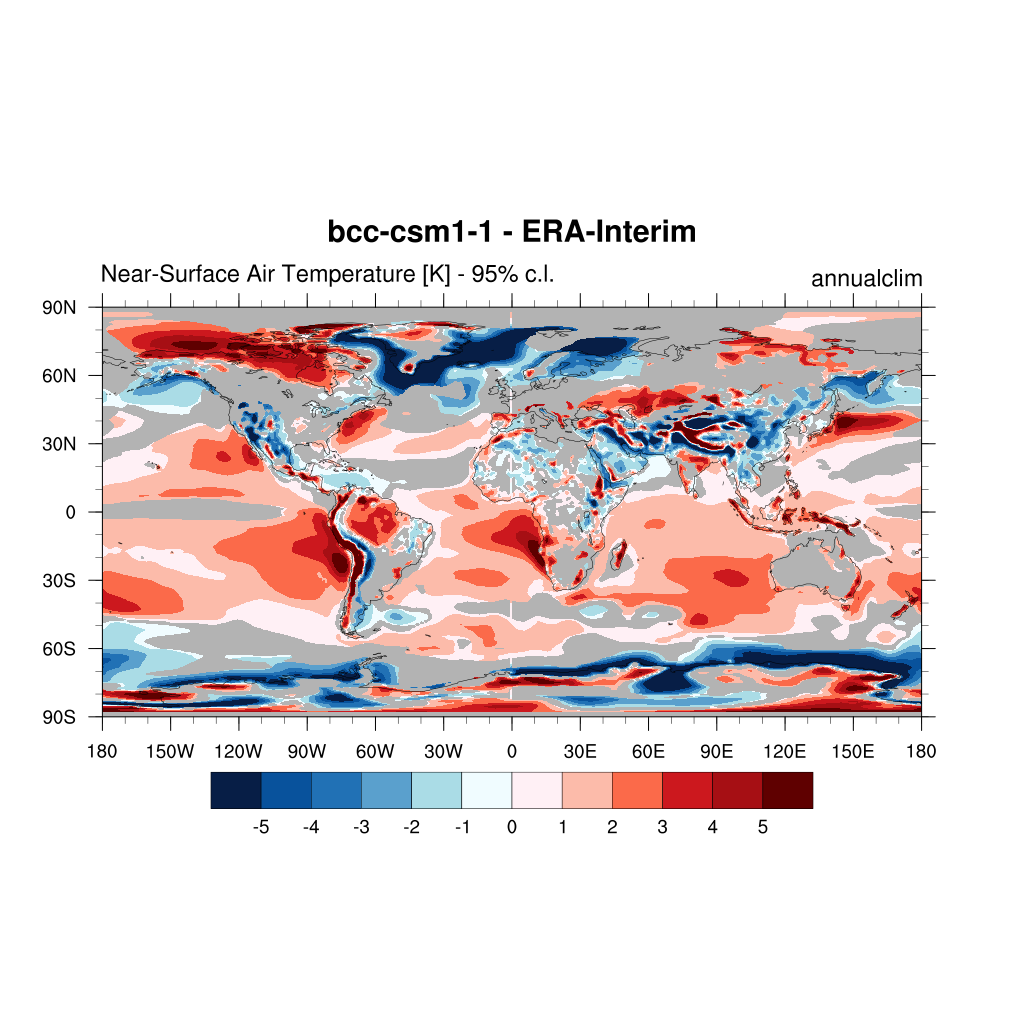 bcc-csm1-1 - ERA-Interim
Near-Surface Air Temperature [K] - 95% c.l.
annualclim
90N
60N
30N
0
30S
60S
90S
180 150W 120W 90W 60W 30W 0 30E 60E 90E 120E 150E 180
-5 -4 -3 -2 -1 0 1 2 3 4 5